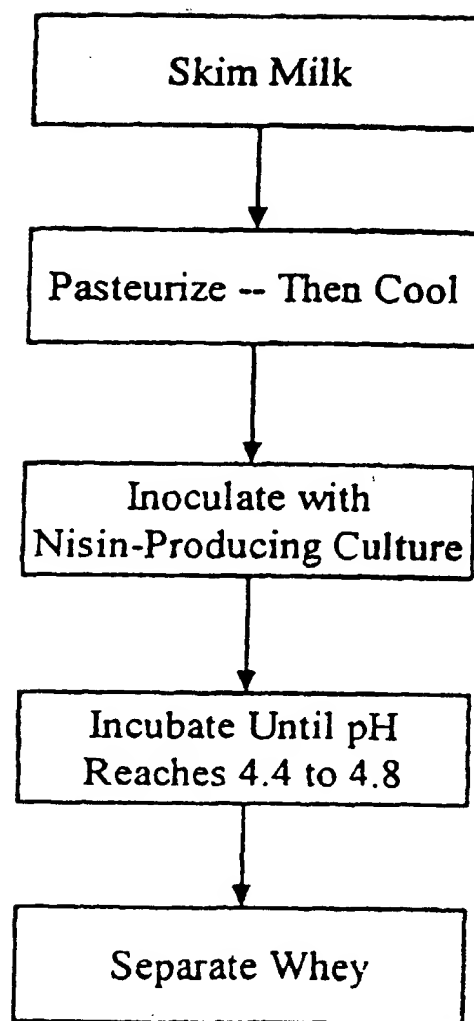 Skim Milk
Pasteurize -- Then Cool
Inoculate with
Nisin-Producing Culture
Incubate Until pH
Reaches 4.4 to 4.8
Separate Whey